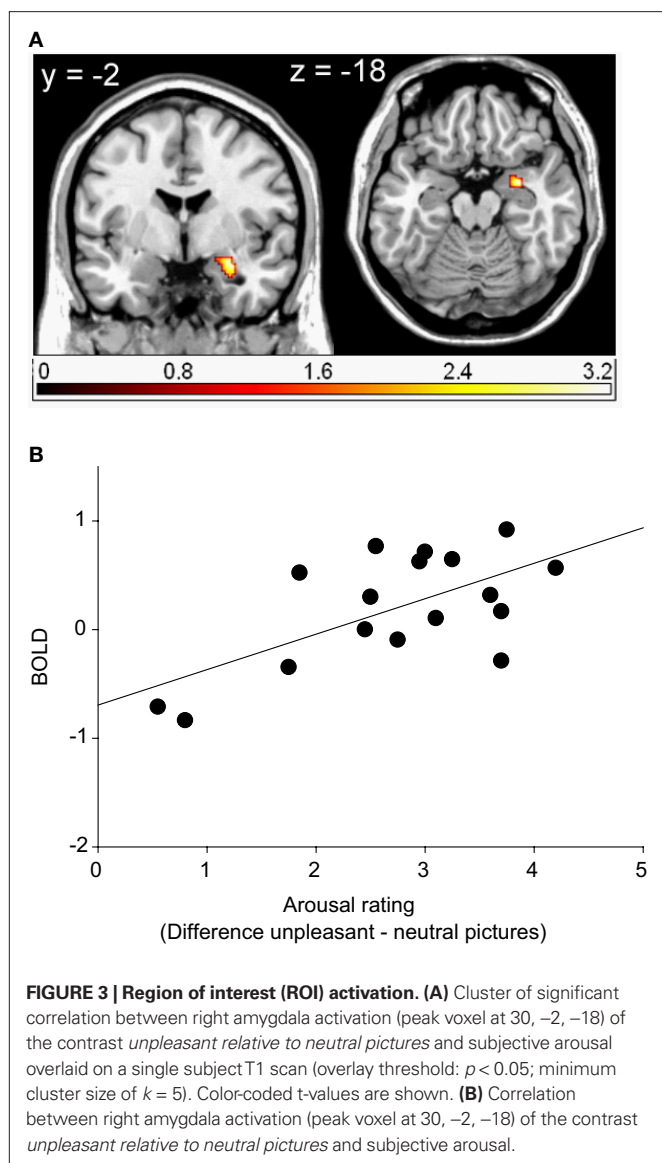 A
y = -2
z = -18
0 0.8 1.6 2.4 3.2
B
1
0
-1
-2
BOLD
0 1 2 3 4 5
Arousal rating
(Difference unpleasant - neutral pictures)
FIGURE 3 | Region of interest (ROI) activation. (A) Cluster of significant
correlation between right amygdala activation (peak voxel at 30, –2, –18) of
the contrast unpleasant relative to neutral pictures and subjective arousal
overlaid on a single subject T1 scan (overlay threshold: p < 0.05; minimum
cluster size of k = 5). Color-coded t-values are shown. (B) Correlation
between right amygdala activation (peak voxel at 30, –2, –18) of the contrast
unpleasant relative to neutral pictures and subjective arousal.